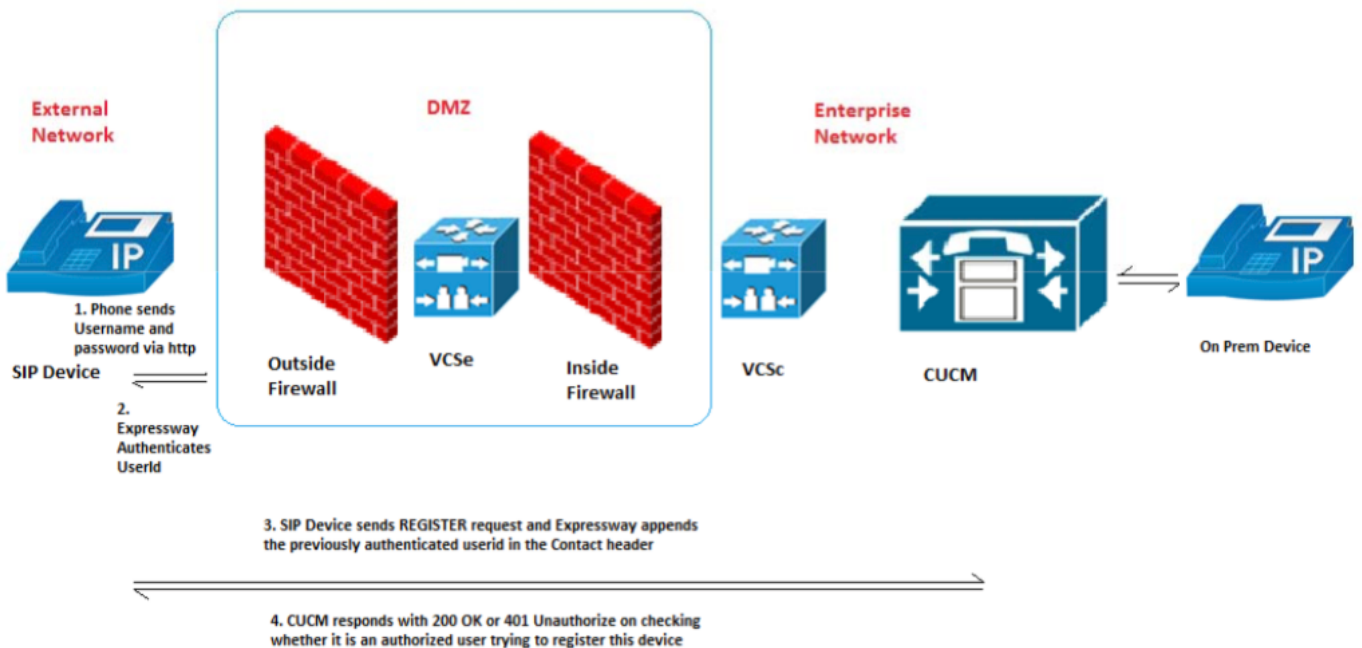 External
Network
DMZ
Enterprise
Network
IP
IP
1. Phone sends
Username and
password via http
SIP Device
Outside
Firewall
VCSe
Inside
Firewall
VCSc
CUCM
On Prem Device
2.
Expressway
Authenticates
UserId
3. SIP Device sends REGISTER request and Expressway appends
the previously authenticated userid in the Contact header
4. CUCM responds with 200 OK or 401 Unauthorize on checking
whether it is an authorized user trying to register this device